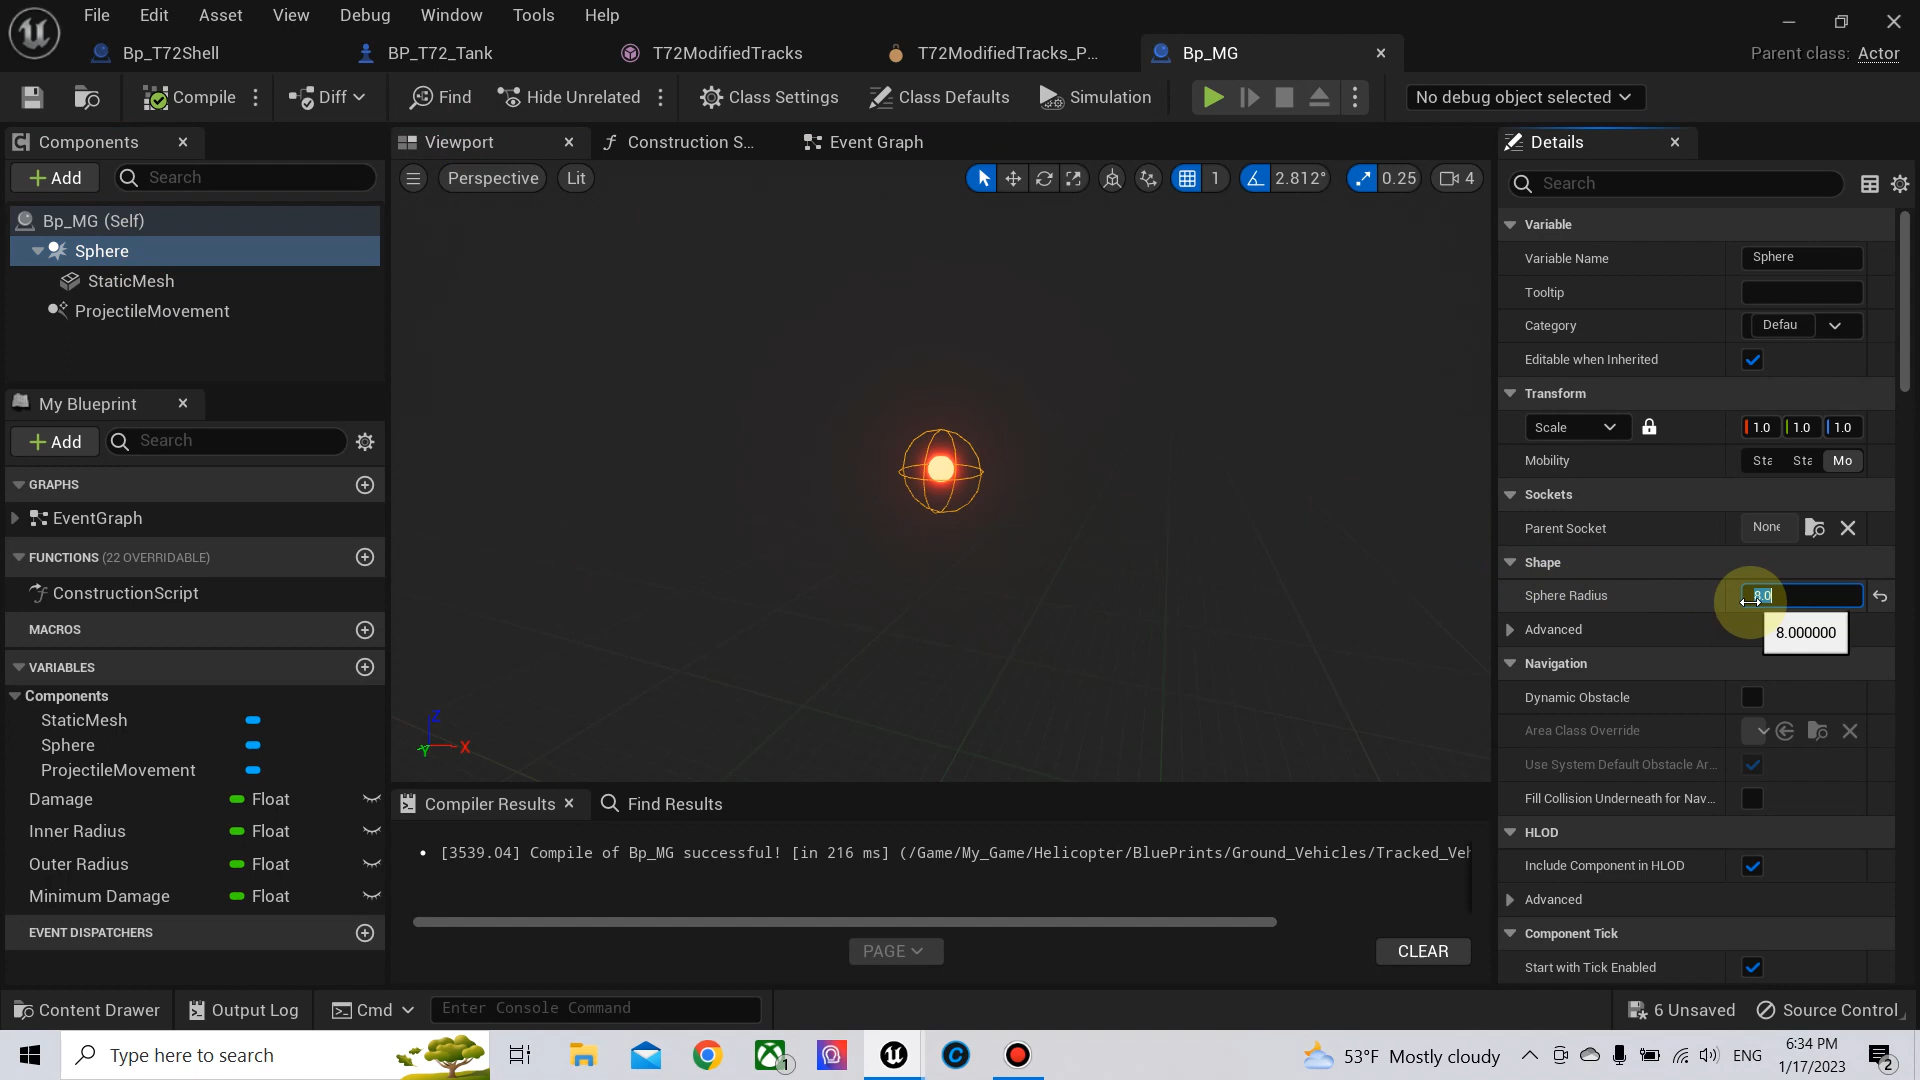 File Edit Asset View Debug Window Tools Help
Bp_T72Shell BP_T72_Tank T72ModifiedTracks T72ModifiedTracks_P... Bp_MG Parent class: Actor
Compile Diff Find Hide Unrelated Class Settings Class Defaults Simulation No debug object selected
Components Viewport Construction S... Event Graph Details
Add Search Perspective Lit 1 2.812° 0.25 4 Search
Bp_MG (Self) Variable
Sphere Variable Name Sphere
StaticMesh Tooltip
ProjectileMovement Category Defau
Editable when Inherited
My Blueprint Transform
Add Search Scale 1.0 1.0 1.0
Mobility Sta Sta Mo
GRAPHS Sockets
EventGraph Parent Socket None
FUNCTIONS (22 OVERRIDABLE) Shape
ConstructionScript Sphere Radius 8.0
MACROS Advanced 8.000000
VARIABLES Navigation
Components Dynamic Obstacle
StaticMesh Area Class Override
Sphere Use System Default Obstacle Ar...
ProjectileMovement Z X Y
Damage Float Compiler Results Find Results Fill Collision Underneath for Nav...
Inner Radius Float HLOD
Outer Radius Float [3539.04] Compile of Bp_MG successful! [in 216 ms] (/Game/My_Game/Helicopter/BluePrints/Ground_Vehicles/Tracked_Veh Include Component in HLOD
Minimum Damage Float Advanced
EVENT DISPATCHERS Component Tick
PAGE CLEAR Start with Tick Enabled
Content Drawer Output Log Cmd Enter Console Command 6 Unsaved Source Control
Type here to search 1 53°F Mostly cloudy ENG 6:34 PM
1/17/2023 2